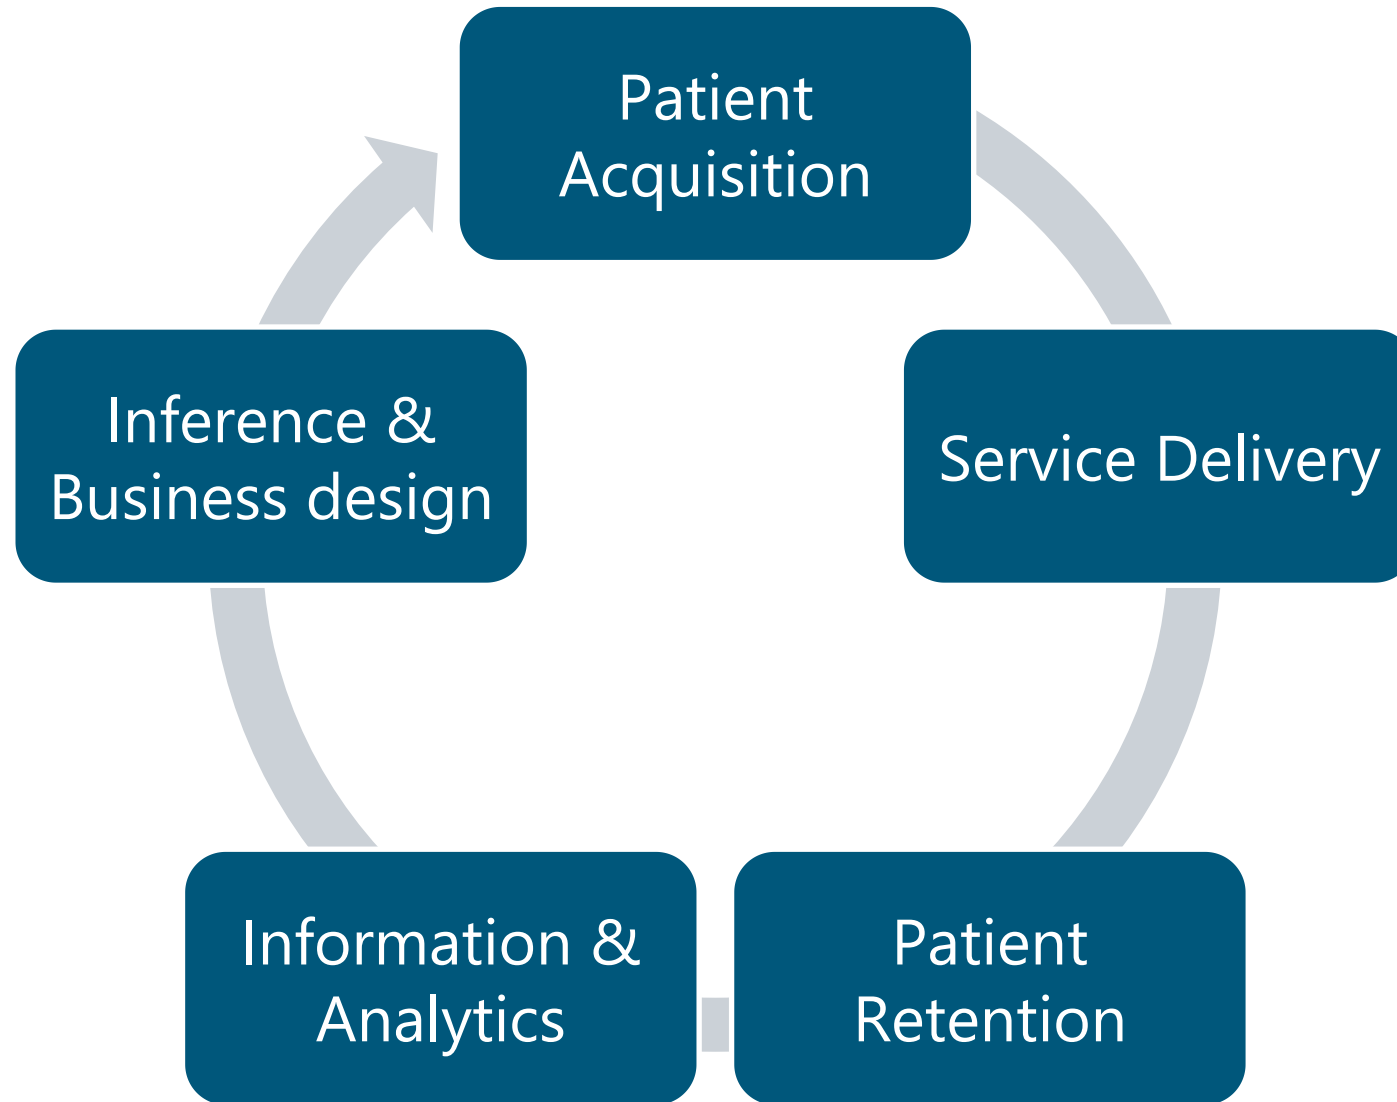 Patient
Acquisition
Service Delivery
Patient
Retention
Information &
Analytics
Inference &
Business design